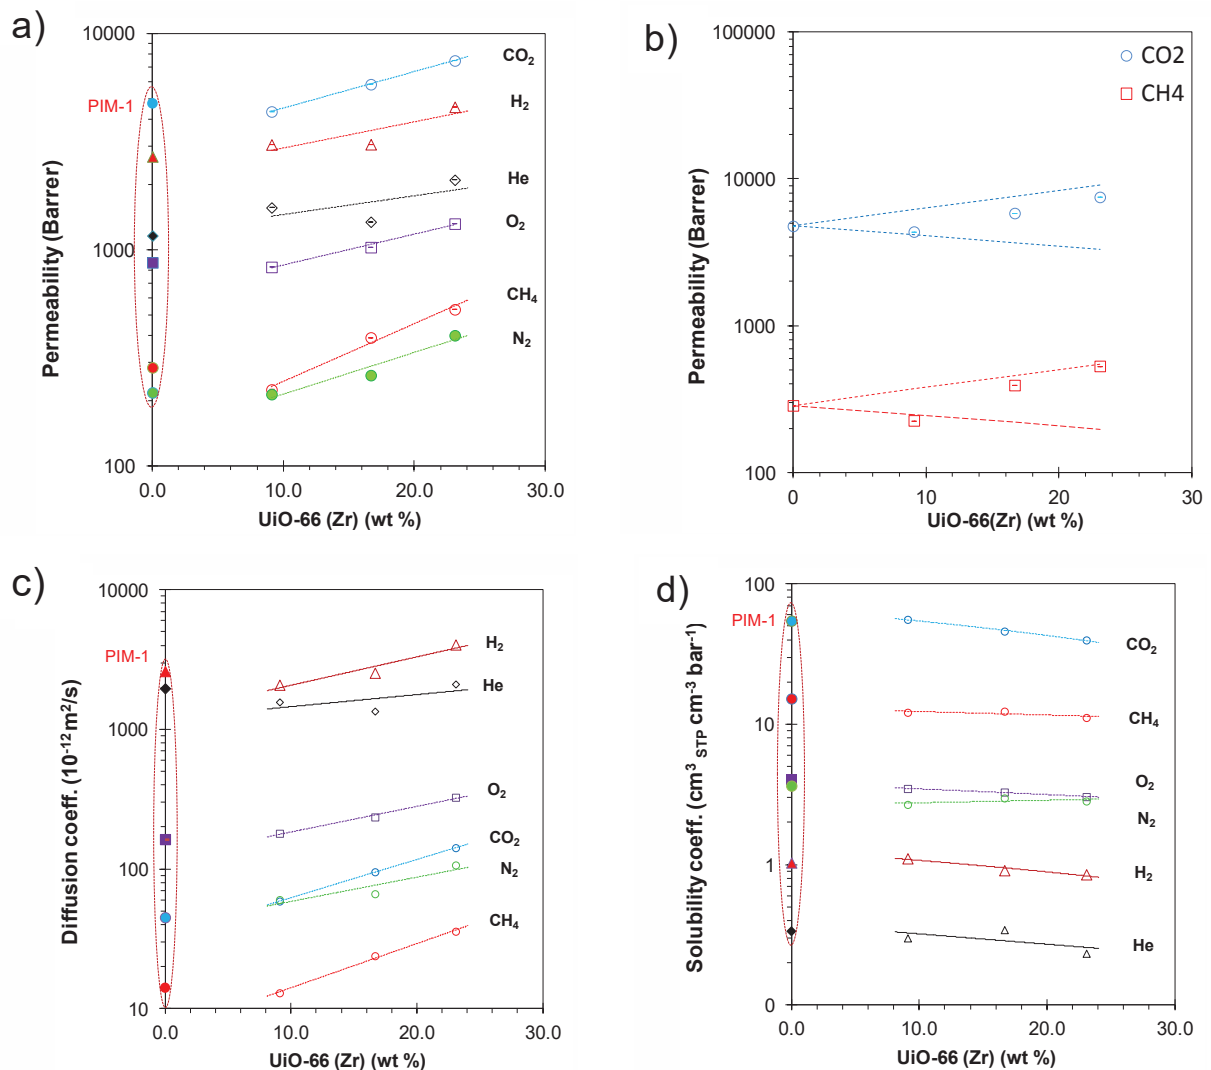 a)
10000
1000
100
Permeability (Barrer)
PIM-1
CO₂
H₂
He
O₂
CH₄
N₂
0.0 10.0 20.0 30.0
UiO-66 (Zr) (wt %)
b)
100000
10000
1000
100
Permeability (Barrer)
CO2
CH4
0 10 20 30
UiO-66(Zr) (wt %)
c)
10000
1000
100
10
Diffusion coeff. (10⁻¹² m²/s)
PIM-1
H₂
He
O₂
CO₂
N₂
CH₄
0.0 10.0 20.0 30.0
UiO-66 (Zr) (wt %)
d)
100
10
1
0
Solubility coeff. (cm³ STP cm⁻³ bar⁻¹)
PIM-1
CO₂
CH₄
O₂
N₂
H₂
He
0.0 10.0 20.0 30.0
UiO-66 (Zr) (wt %)